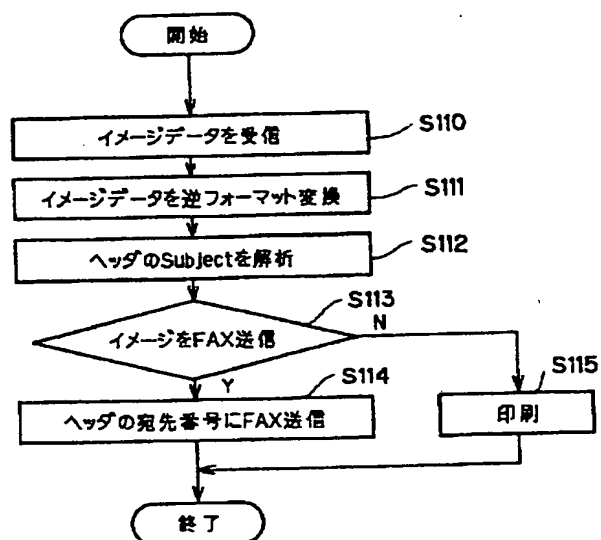 開始
イメージデータを受信
S110
イメージデータを逆フォーマット変換
S111
ヘッダのSubjectを解析
S112
S113
イメージをFAX送信
N
Y
S114
S115
ヘッダの宛先番号にFAX送信
印刷
終了